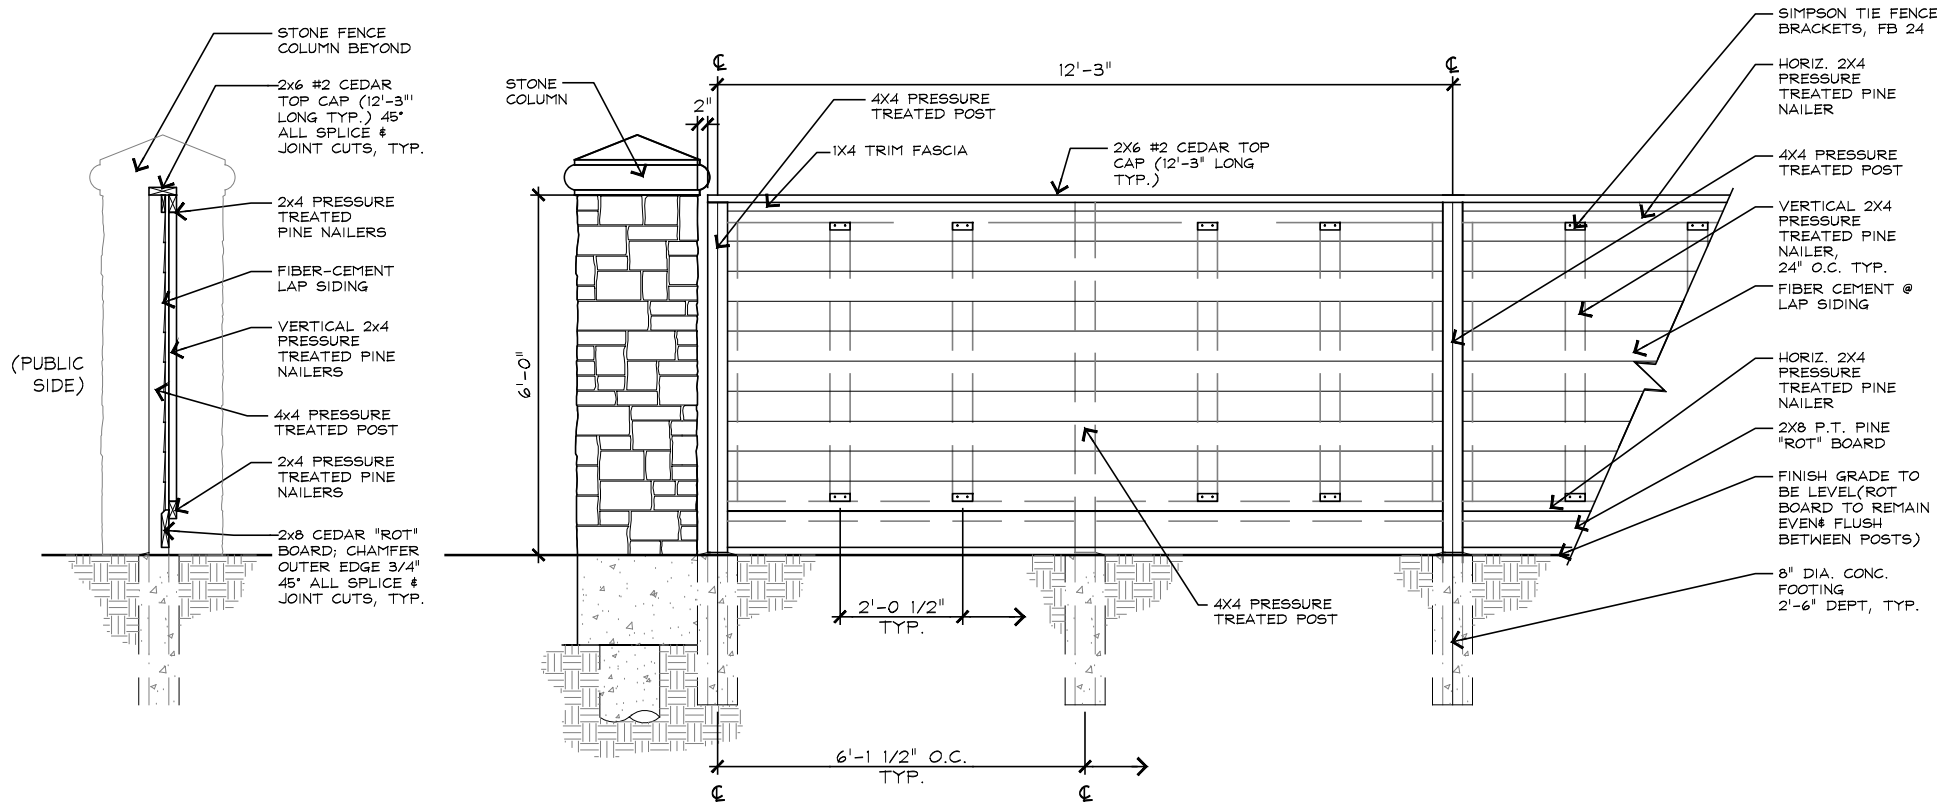 STONE FENCE
COLUMN BEYOND
2x6 #2 CEDAR
TOP CAP (12'-3"'
LONG TYP.) 45°
ALL SPLICE &
JOINT CUTS, TYP.
2x4 PRESSURE
TREATED
PINE NAILERS
FIBER-CEMENT
LAP SIDING
VERTICAL 2x4
PRESSURE
TREATED PINE
NAILERS
(PUBLIC
SIDE)
4x4 PRESSURE
TREATED POST
2x4 PRESSURE
TREATED PINE
NAILERS
2x8 CEDAR "ROT"
BOARD; CHAMFER
OUTER EDGE 3/4"
45° ALL SPLICE &
JOINT CUTS, TYP.
STONE
COLUMN
℄
12'-3"
℄
2"
4X4 PRESSURE
TREATED POST
1X4 TRIM FASCIA
2X6 #2 CEDAR TOP
CAP (12'-3" LONG
TYP.)
6'-0"
2'-0 1/2"
TYP.
4X4 PRESSURE
TREATED POST
6'-1 1/2" O.C.
TYP.
℄
℄
SIMPSON TIE FENCE
BRACKETS, FB 24
HORIZ. 2X4
PRESSURE
TREATED PINE
NAILER
4X4 PRESSURE
TREATED POST
VERTICAL 2X4
PRESSURE
TREATED PINE
NAILER,
24" O.C. TYP.
FIBER CEMENT @
LAP SIDING
HORIZ. 2X4
PRESSURE
TREATED PINE
NAILER
2X8 P.T. PINE
"ROT" BOARD
FINISH GRADE TO
BE LEVEL(ROT
BOARD TO REMAIN
EVEN& FLUSH
BETWEEN POSTS)
8" DIA. CONC.
FOOTING
2'-6" DEPT, TYP.